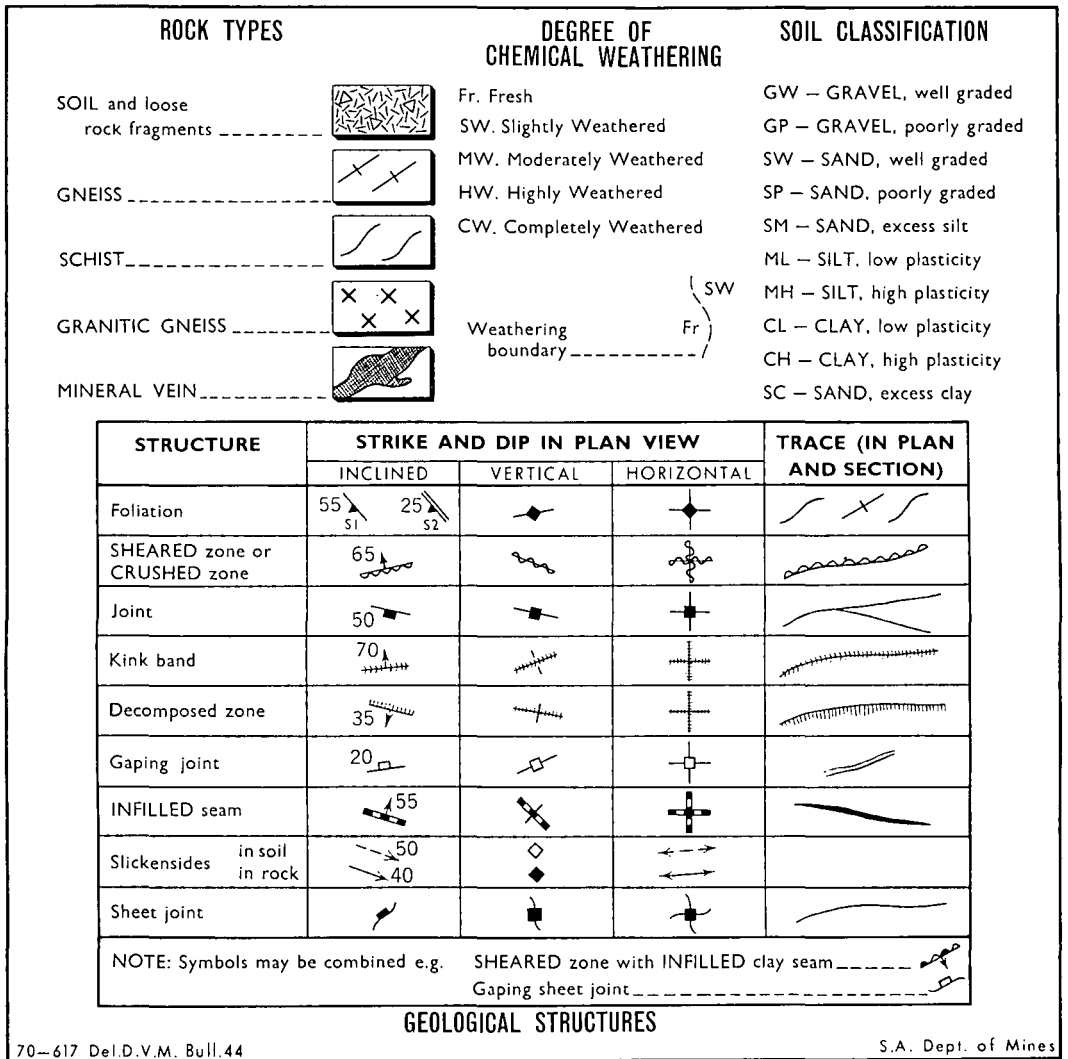 ROCK TYPES
SOIL and loose
rock fragments
GNEISS
SCHIST
GRANITIC GNEISS
MINERAL VEIN
DEGREE OF
CHEMICAL WEATHERING
Fr. Fresh
SW. Slightly Weathered
MW. Moderately Weathered
HW. Highly Weathered
CW. Completely Weathered
SW
Weathering Fr
boundary
SOIL CLASSIFICATION
GW – GRAVEL, well graded
GP – GRAVEL, poorly graded
SW – SAND, well graded
SP – SAND, poorly graded
SM – SAND, excess silt
ML – SILT, low plasticity
MH – SILT, high plasticity
CL – CLAY, low plasticity
CH – CLAY, high plasticity
SC – SAND, excess clay
STRUCTURE
STRIKE AND DIP IN PLAN VIEW
TRACE (IN PLAN
AND SECTION)
INCLINED VERTICAL HORIZONTAL
Foliation 55 S1 25 S2
SHEARED zone or
CRUSHED zone
65
Joint 50
Kink band 70
Decomposed zone 35
Gaping joint 20
INFILLED seam 55
Slickensides in soil 50
in rock 40
Sheet joint
NOTE: Symbols may be combined e.g. SHEARED zone with INFILLED clay seam
Gaping sheet joint
GEOLOGICAL STRUCTURES
70–617 Del.D.V.M. Bull.44
S.A. Dept. of Mines